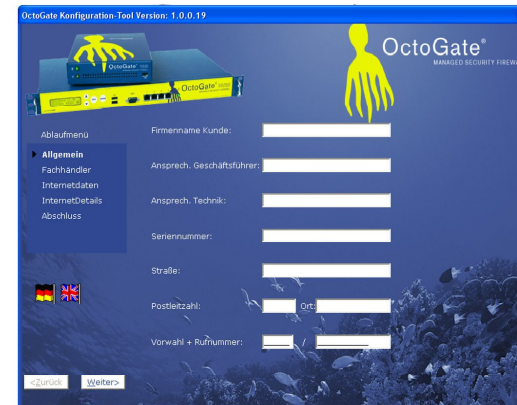 OctoGate Konfiguration-Tool Version: 1.0.0.19
OctoGate
OctoGate
OctoGate®
MANAGED SECURITY FIREWA
Ablaufmenü
Allgemein
Fachhändler
Internetdaten
InternetDetails
Abschluss
Firmenname Kunde:
Ansprech. Geschäftsführer:
Ansprech. Technik:
Seriennummer:
Straße:
Postleitzahl: Ort:
Vorwahl + Rufnummer: /
<Zurück Weiter>